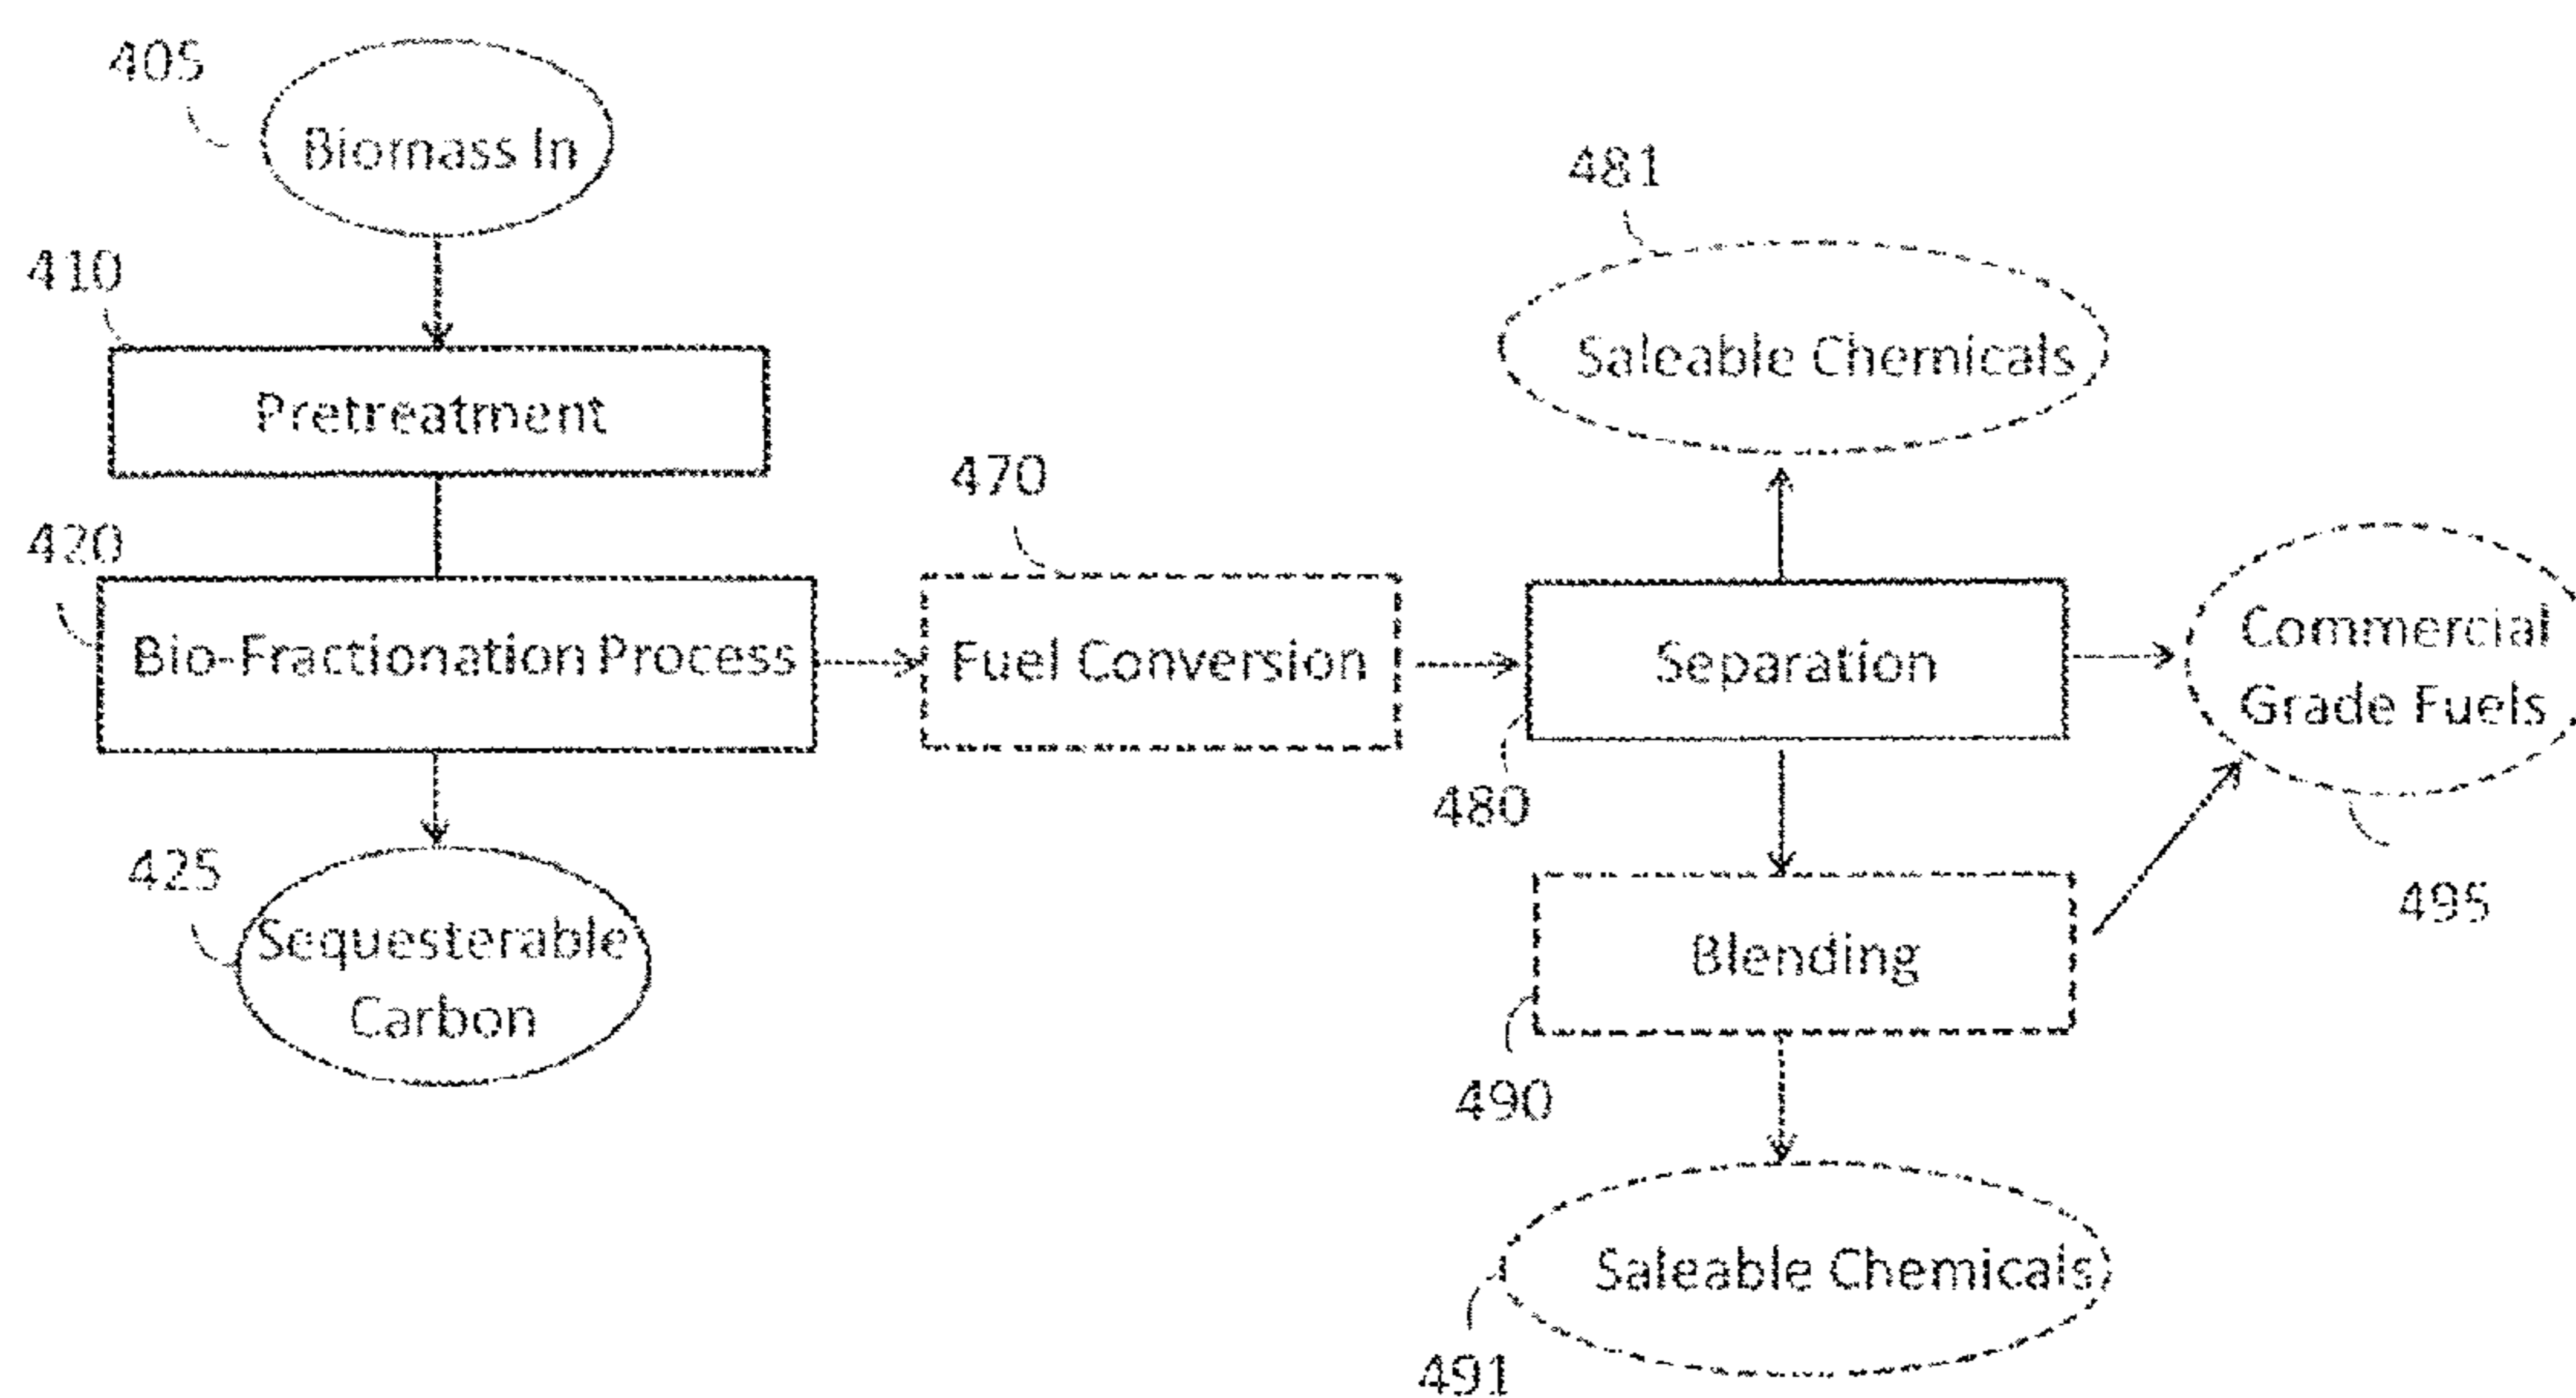 405
Biomass In
410
Pretreatment
420
Bio-Fractionation Process
425
Sequesterable
Carbon
470
Fuel Conversion
481
Saleable Chemicals
Separation
480
Commercial
Grade Fuels
495
Blending
490
Saleable Chemicals
491